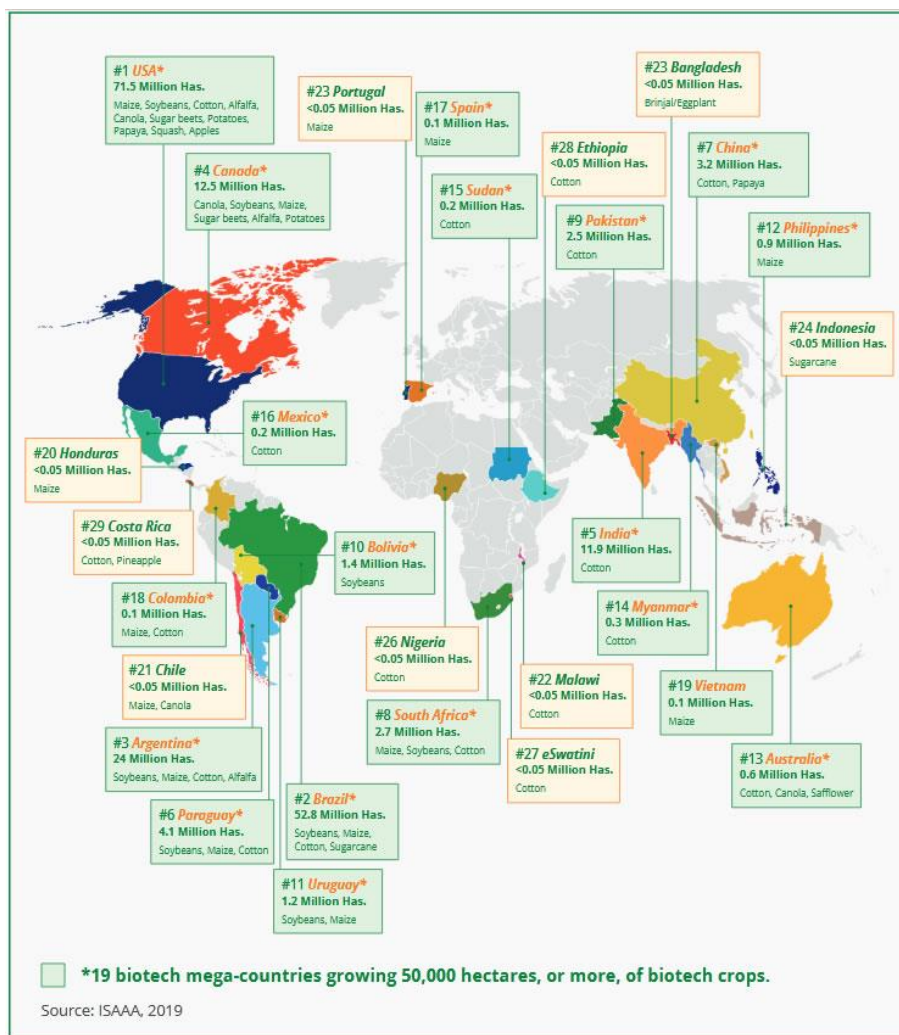 #1 USA*
71.5 Million Has.
Maize, Soybeans, Cotton, Alfalfa,
Canola, Sugar beets, Potatoes,
Papaya, Squash, Apples
#4 Canada*
12.5 Million Has.
Canola, Soybeans, Maize,
Sugar beets, Alfalfa, Potatoes
#23 Portugal
<0.05 Million Has.
Maize
#17 Spain*
0.1 Million Has.
Maize
#15 Sudan*
0.2 Million Has.
Cotton
#28 Ethiopia
<0.05 Million Has.
Cotton
#9 Pakistan*
2.5 Million Has.
Cotton
#23 Bangladesh
<0.05 Million Has.
Brinjal/Eggplant
#7 China*
3.2 Million Has.
Cotton, Papaya
#12 Philippines*
0.9 Million Has.
Maize
#24 Indonesia
<0.05 Million Has.
Sugarcane
#16 Mexico*
0.2 Million Has.
Cotton
#20 Honduras
<0.05 Million Has.
Maize
#29 Costa Rica
<0.05 Million Has.
Cotton, Pineapple
#10 Bolivia*
1.4 Million Has.
Soybeans
#18 Colombia*
0.1 Million Has.
Maize, Cotton
#21 Chile
<0.05 Million Has.
Maize, Canola
#3 Argentina*
24 Million Has.
Soybeans, Maize, Cotton, Alfalfa
#6 Paraguay*
4.1 Million Has.
Soybeans, Maize, Cotton
#2 Brazil*
52.8 Million Has.
Soybeans, Maize,
Cotton, Sugarcane
#11 Uruguay*
1.2 Million Has.
Soybeans, Maize
#26 Nigeria
<0.05 Million Has.
Cotton
#8 South Africa*
2.7 Million Has.
Maize, Soybeans, Cotton
#22 Malawi
<0.05 Million Has.
Cotton
#27 eSwatini
<0.05 Million Has.
Cotton
#5 India*
11.9 Million Has.
Cotton
#14 Myanmar*
0.3 Million Has.
Cotton
#19 Vietnam
0.1 Million Has.
Maize
#13 Australia*
0.6 Million Has.
Cotton, Canola, Safflower
*19 biotech mega-countries growing 50,000 hectares, or more, of biotech crops.
Source: ISAAA, 2019